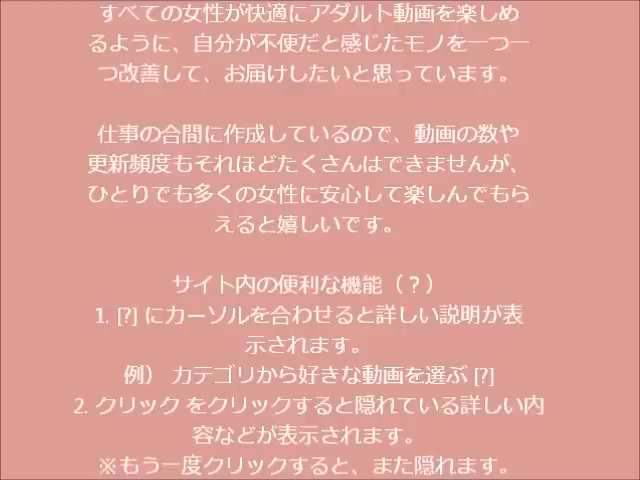 すべての女性が快適にアダルト動画を楽しめ
るように、自分が不便だと感じたモノを一つ一
つ改善して、お届けしたいと思っています。
仕事の合間に作成しているので、動画の数や
更新頻度もそれほどたくさんはできませんが、
ひとりでも多くの女性に安心して楽しんでもら
えると嬉しいです。
サイト内の便利な機能（？）
1. [?] にカーソルを合わせると詳しい説明が表
示されます。
例） カテゴリから好きな動画を選ぶ [?]
2. クリック をクリックすると隠れている詳しい内
容などが表示されます。
※もう一度クリックすると、また隠れます。